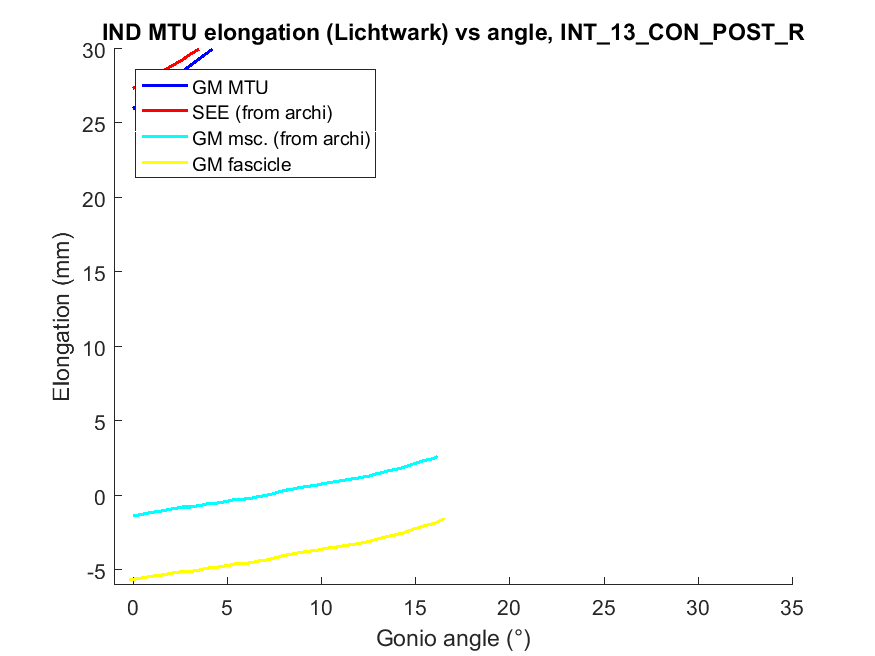 IND MTU elongation (Lichtwark) vs angle, INT_13_CON_POST_R
30
25
20
15
10
5
0
-5
Elongation (mm)
GM MTU
SEE (from archi)
GM msc. (from archi)
GM fascicle
0 5 10 15 20 25 30 35
Gonio angle (°)